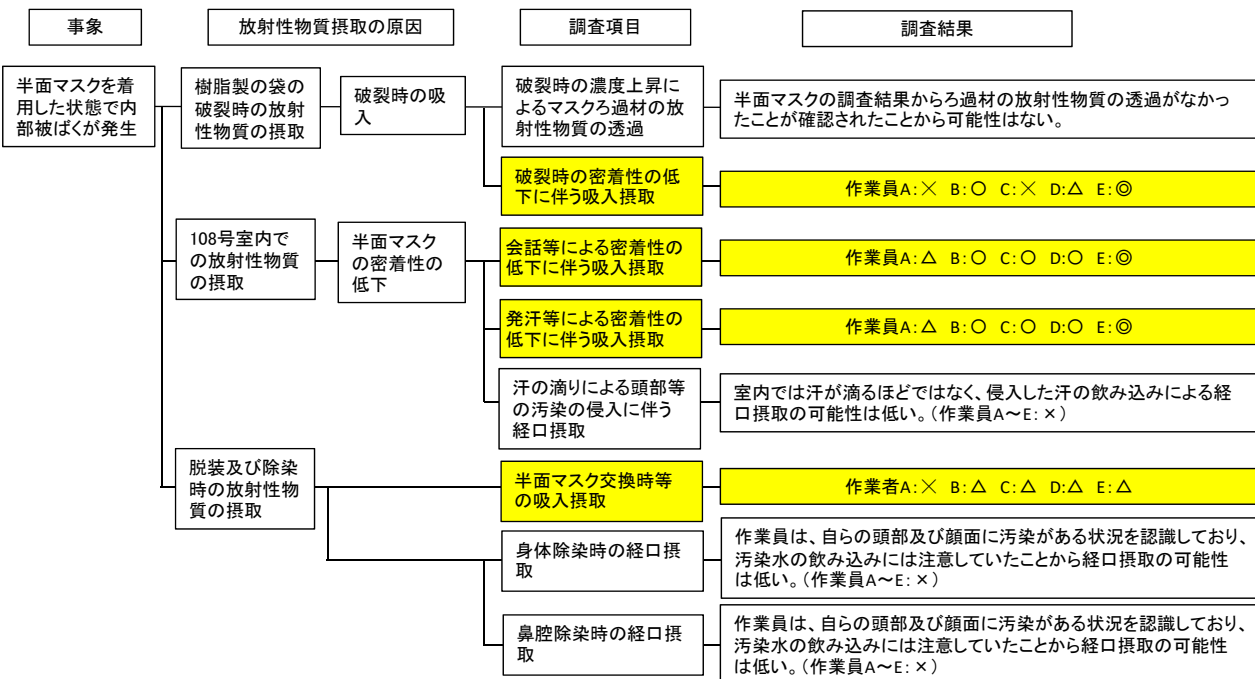 事象
放射性物質摂取の原因
調査項目
調査結果
半面マスクを着
用した状態で内
部被ばくが発生
樹脂製の袋の
破裂時の放射
性物質の摂取
破裂時の吸
入
破裂時の濃度上昇に
よるマスクろ過材の放
射性物質の透過
半面マスクの調査結果からろ過材の放射性物質の透過がなかっ
たことが確認されたことから可能性はない。
破裂時の密着性の低
下に伴う吸入摂取
作業員A:× B:○ C:× D:△ E:◎
108号室内で
の放射性物質
の摂取
半面マスク
の密着性の
低下
会話等による密着性の
低下に伴う吸入摂取
作業員A:△ B:○ C:○ D:○ E:◎
発汗等による密着性の
低下に伴う吸入摂取
作業員A:△ B:○ C:○ D:○ E:◎
汗の滴りによる頭部等
の汚染の侵入に伴う
経口摂取
室内では汗が滴るほどではなく、侵入した汗の飲み込みによる経
口摂取の可能性は低い。(作業員A～E:×)
脱装及び除染
時の放射性物
質の摂取
半面マスク交換時等
の吸入摂取
作業者A:× B:△ C:△ D:△ E:△
身体除染時の経口摂
取
作業員は、自らの頭部及び顔面に汚染がある状況を認識しており、
汚染水の飲み込みには注意していたことから経口摂取の可能性
は低い。(作業員A～E:×)
鼻腔除染時の経口摂
取
作業員は、自らの頭部及び顔面に汚染がある状況を認識しており、
汚染水の飲み込みには注意していたことから経口摂取の可能性
は低い。(作業員A～E:×)